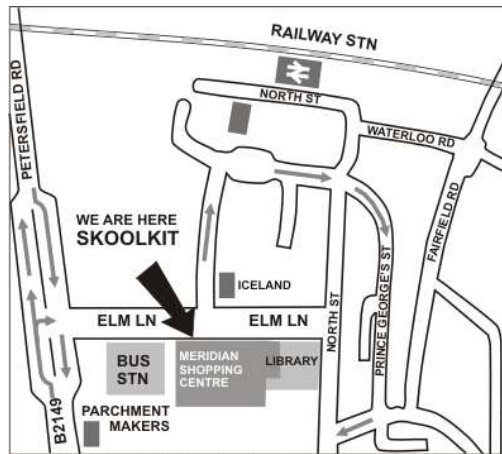 RAILWAY STN
NORTH ST
WATERLOO RD
PETERSFIELD RD
FAIRFIELD RD
WE ARE HERE
SKOOLKIT
ICELAND
ELM LN
ELM LN
NORTH ST
PRINCE GEORGE'S ST
BUS
STN
MERIDIAN
SHOPPING
CENTRE
LIBRARY
PARCHMENT
MAKERS
B2149